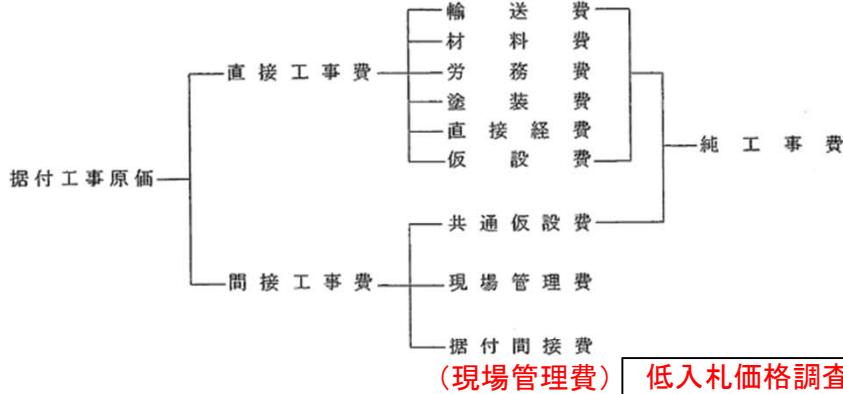 輸送費
材料費
直接工事費
労務費
塗装費
直接経費
純工事費
仮設費
据付工事原価
共通仮設費
間接工事費
現場管理費
据付間接費
（現場管理費） 低入札価格調査